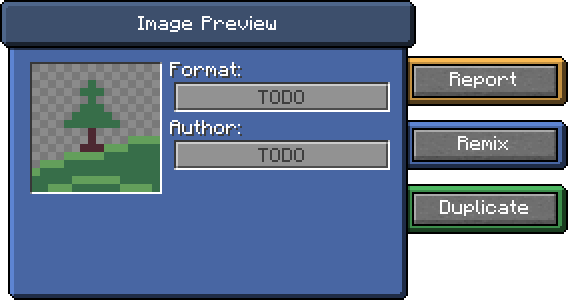 Image Preview
Format:
TODO
Author:
TODO
Report
Remix
Duplicate